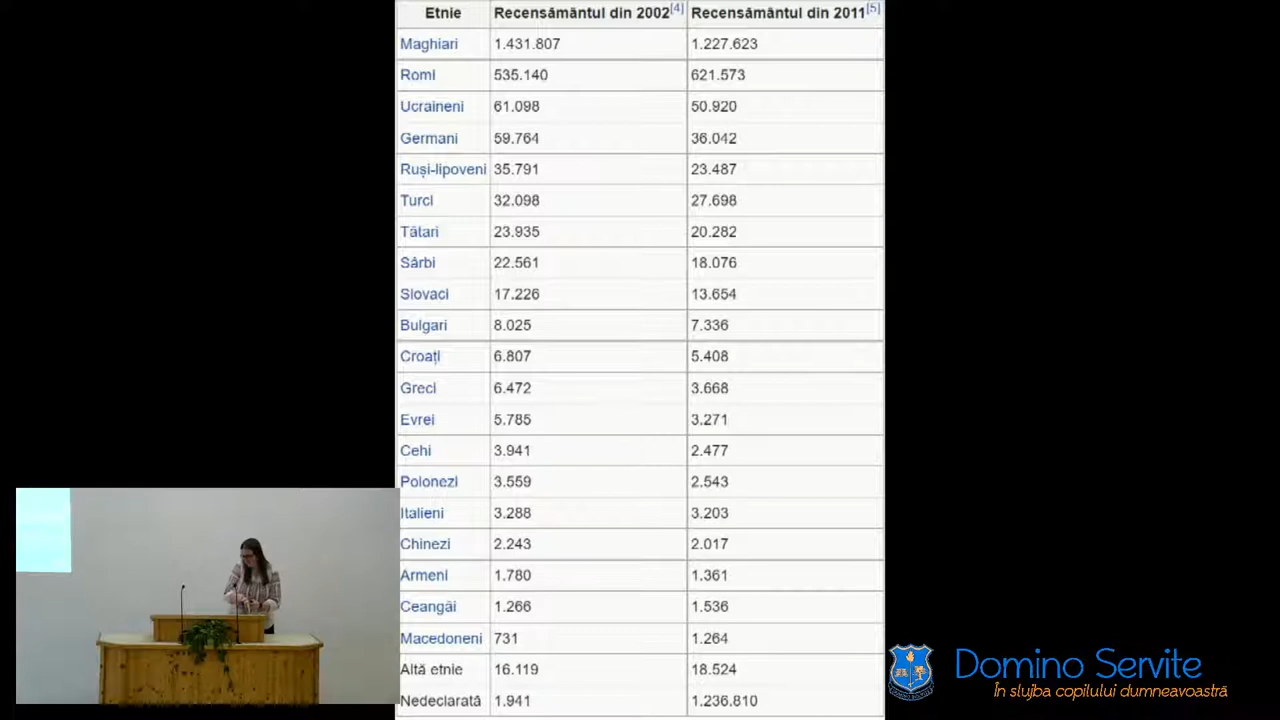 Etnie Recensământul din 2002[4] Recensământul din 2011[5]
Maghiari 1.431.807 1.227.623
Romi 535.140 621.573
Ucraineni 61.098 50.920
Germani 59.764 36.042
Ruși-lipoveni 35.791 23.487
Turci 32.098 27.698
Tătari 23.935 20.282
Sârbi 22.561 18.076
Slovaci 17.226 13.654
Bulgari 8.025 7.336
Croați 6.807 5.408
Greci 6.472 3.668
Evrei 5.785 3.271
Cehi 3.941 2.477
Polonezi 3.559 2.543
Italieni 3.288 3.203
Chinezi 2.243 2.017
Armeni 1.780 1.361
Ceangăi 1.266 1.536
Macedoneni 731 1.264
Altă etnie 16.119 18.524
Nedeclarată 1.941 1.236.810
Domino Servite
În slujba copilului dumneavoastră